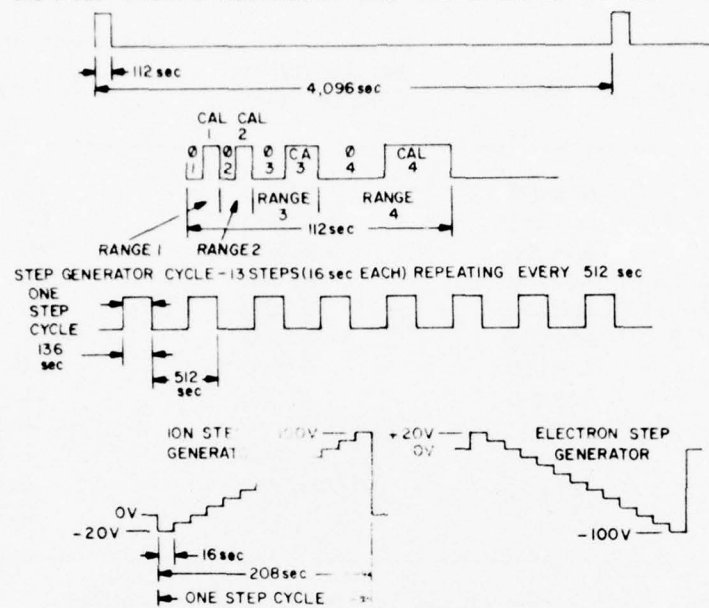 112 sec
4,096 sec
CAL CAL
1 2
Ø Ø Ø CA Ø CAL
1 2 3 3 4 4
RANGE RANGE
3 4
RANGE 1 RANGE 2
112 sec
STEP GENERATOR CYCLE - 13 STEPS (16 sec EACH) REPEATING EVERY 512 sec
ONE
STEP
CYCLE
136
sec
512
sec
ION STE
GENERAT
100V
+20V
0V
ELECTRON STEP
GENERATOR
0V
-20V
-100V
16 sec
208 sec
ONE STEP CYCLE